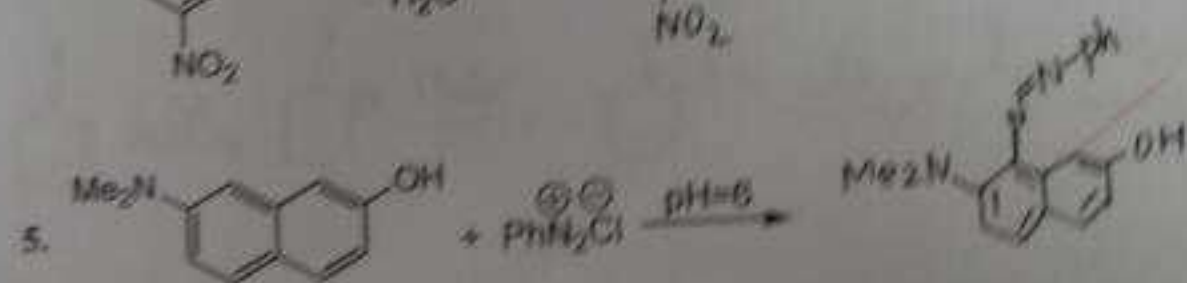 NO₂
NO₂
N=N-Ph
Me₂N OH
5. + PhN₂Cl pH=6
⊕ ⊖
Me₂N OH